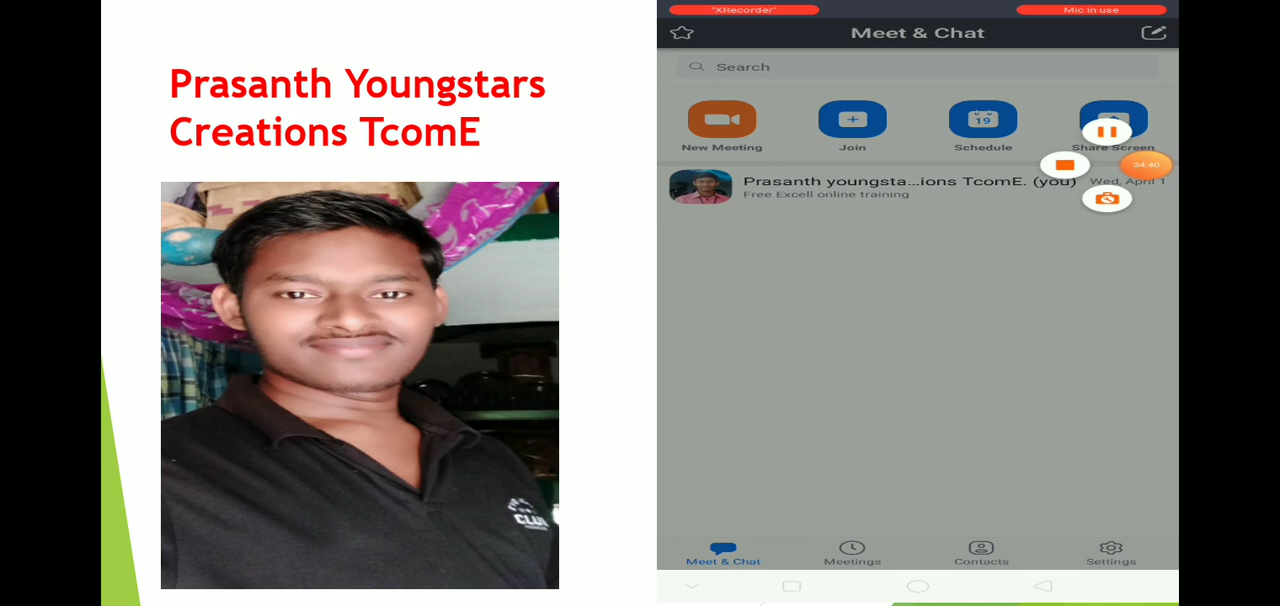 Prasanth Youngstars
Creations TcomE
"XRecorder"
Mic in use
Meet & Chat
Search
19
New Meeting
Join
Schedule
Share Screen
34:40
Prasanth youngsta...ions TcomE. (you)
Wed, April 1
Free Excell online training
Meet & Chat
Meetings
Contacts
Settings